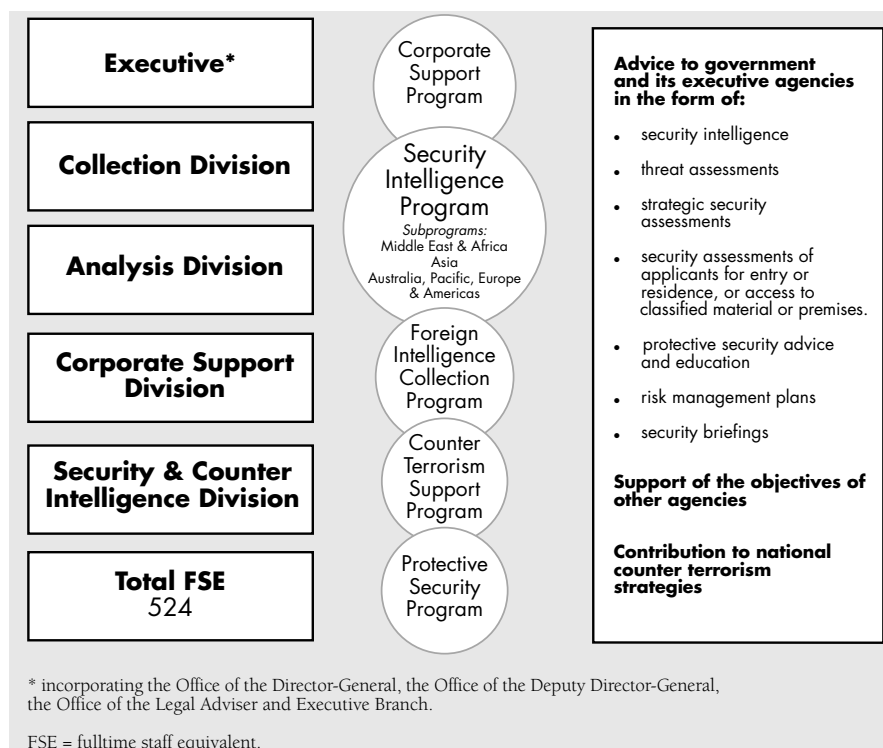 Executive*
Collection Division
Analysis Division
Corporate Support
Division
Security & Counter
Intelligence Division
Total FSE
524
Corporate
Support
Program
Security
Intelligence
Program
Subprograms:
Middle East & Africa
Asia
Australia, Pacific, Europe
& Americas
Foreign
Intelligence
Collection
Program
Counter
Terrorism
Support
Program
Protective
Security
Program
Advice to government
and its executive agencies
in the form of:
• security intelligence
• threat assessments
• strategic security
assessments
• security assessments of
applicants for entry or
residence, or access to
classified material or premises.
• protective security advice
and education
• risk management plans
• security briefings
Support of the objectives of
other agencies
Contribution to national
counter terrorism
strategies
* incorporating the Office of the Director-General, the Office of the Deputy Director-General,
the Office of the Legal Adviser and Executive Branch.
FSE = fulltime staff equivalent.